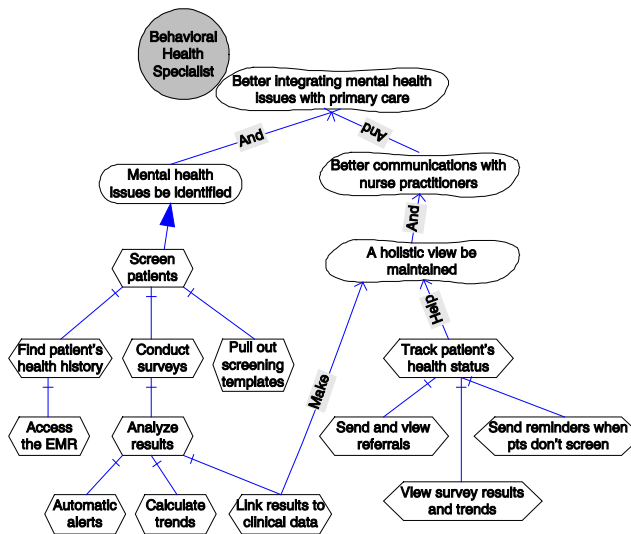 Behavioral
Health
Specialist
Better integrating mental health
issues with primary care
And
And
Mental health
issues be identified
Better communications with
nurse practitioners
And
Screen
patients
A holistic view be
maintained
Help
Find patient's
health history
Conduct
surveys
Pull out
screening
templates
Make
Track patient's
health status
Access
the EMR
Analyze
results
Send and view
referrals
Send reminders when
pts don't screen
Automatic
alerts
Calculate
trends
Link results to
clinical data
View survey results
and trends